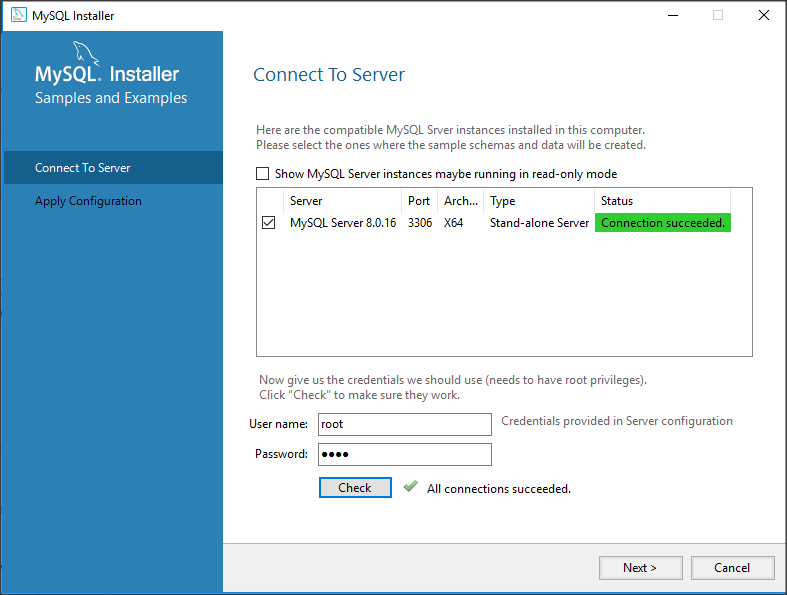 MySQL Installer
MySQL. Installer
Samples and Examples
Connect To Server
Apply Configuration
Connect To Server
Here are the compatible MySQL Srver instances installed in this computer.
Please select the ones where the sample schemas and data will be created.
Show MySQL Server instances maybe running in read-only mode
Server Port Arch... Type Status
MySQL Server 8.0.16 3306 X64 Stand-alone Server Connection succeeded.
Now give us the credentials we should use (needs to have root privileges).
Click "Check" to make sure they work.
User name: root Credentials provided in Server configuration
Password: ●●●●
Check All connections succeeded.
Next > Cancel